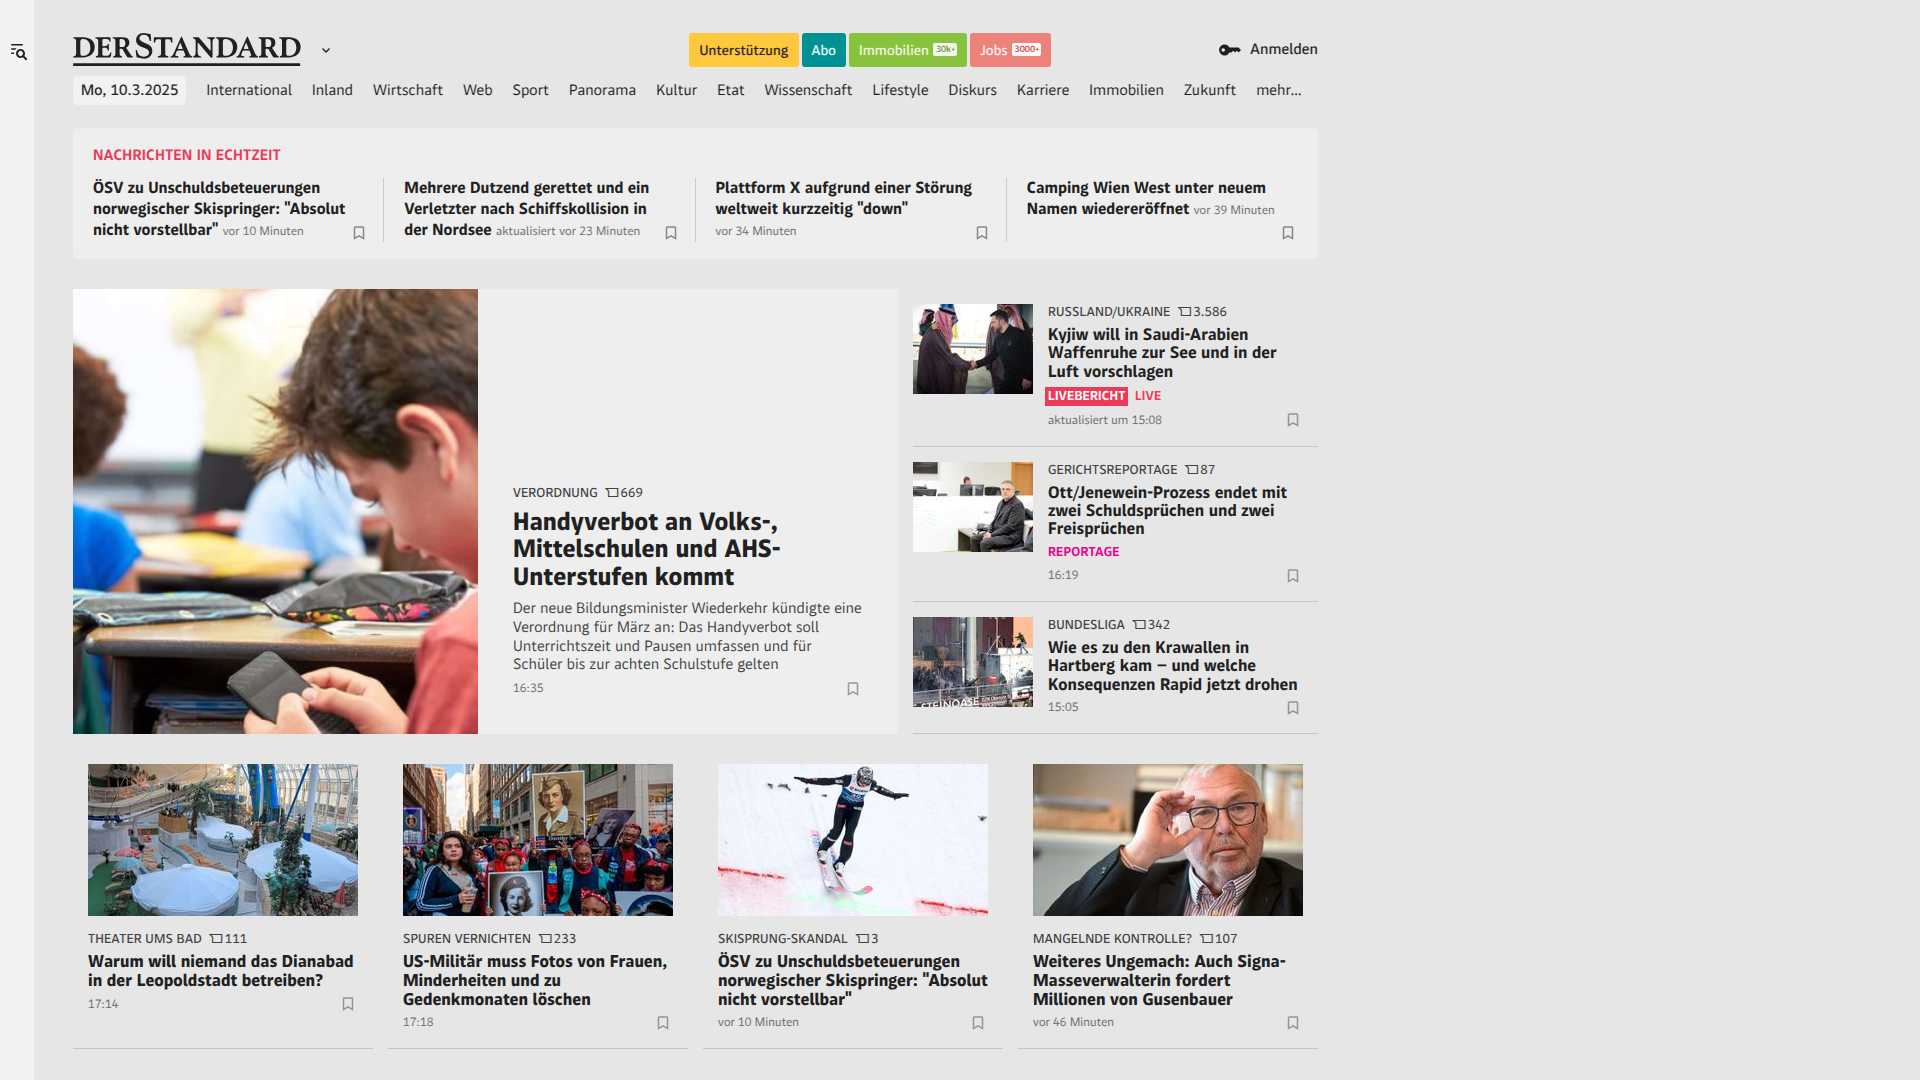 DERSTANDARD
Unterstützung
Abo
Immobilien 30k+
Jobs 3000+
Anmelden
Mo, 10.3.2025
International
Inland
Wirtschaft
Web
Sport
Panorama
Kultur
Etat
Wissenschaft
Lifestyle
Diskurs
Karriere
Immobilien
Zukunft
mehr...
NACHRICHTEN IN ECHTZEIT
ÖSV zu Unschuldsbeteuerungen
norwegischer Skispringer: "Absolut
nicht vorstellbar" vor 10 Minuten
Mehrere Dutzend gerettet und ein
Verletzter nach Schiffskollision in
der Nordsee aktualisiert vor 23 Minuten
Plattform X aufgrund einer Störung
weltweit kurzzeitig "down"
vor 34 Minuten
Camping Wien West unter neuem
Namen wiedereröffnet vor 39 Minuten
VERORDNUNG 669
Handyverbot an Volks-,
Mittelschulen und AHS-
Unterstufen kommt
Der neue Bildungsminister Wiederkehr kündigte eine
Verordnung für März an: Das Handyverbot soll
Unterrichtszeit und Pausen umfassen und für
Schüler bis zur achten Schulstufe gelten
16:35
RUSSLAND/UKRAINE 3.586
Kyjiw will in Saudi-Arabien
Waffenruhe zur See und in der
Luft vorschlagen
LIVEBERICHT LIVE
aktualisiert um 15:08
GERICHTSREPORTAGE 87
Ott/Jenewein-Prozess endet mit
zwei Schuldsprüchen und zwei
Freisprüchen
REPORTAGE
16:19
BUNDESLIGA 342
Wie es zu den Krawallen in
Hartberg kam – und welche
Konsequenzen Rapid jetzt drohen
15:05
THEATER UMS BAD 111
Warum will niemand das Dianabad
in der Leopoldstadt betreiben?
17:14
SPUREN VERNICHTEN 233
US-Militär muss Fotos von Frauen,
Minderheiten und zu
Gedenkmonaten löschen
17:18
SKISPRUNG-SKANDAL 3
ÖSV zu Unschuldsbeteuerungen
norwegischer Skispringer: "Absolut
nicht vorstellbar"
vor 10 Minuten
MANGELNDE KONTROLLE? 107
Weiteres Ungemach: Auch Signa-
Masseverwalterin fordert
Millionen von Gusenbauer
vor 46 Minuten